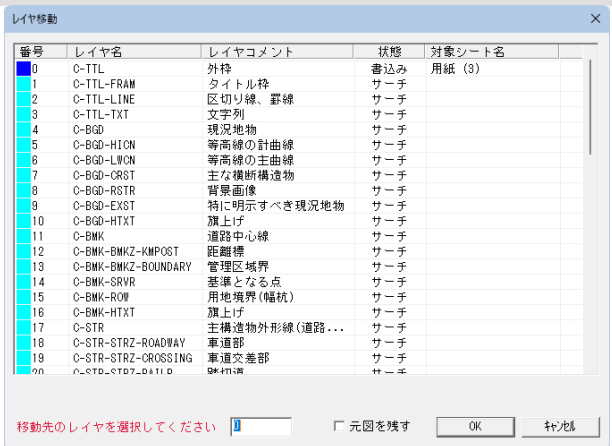 レイヤ移動
番号 レイヤ名 レイヤコメント 状態 対象シート名
0 C-TTL 外枠 書込み 用紙 (3)
1 C-TTL-FRAM タイトル枠 サーチ
2 C-TTL-LINE 区切り線、罫線 サーチ
3 C-TTL-TXT 文字列 サーチ
4 C-BGD 現況地物 サーチ
5 C-BGD-HICN 等高線の計曲線 サーチ
6 C-BGD-LWCN 等高線の主曲線 サーチ
7 C-BGD-CRST 主な横断構造物 サーチ
8 C-BGD-RSTR 背景画像 サーチ
9 C-BGD-EXST 特に明示すべき現況地物 サーチ
10 C-BGD-HTXT 旗上げ サーチ
11 C-BMK 道路中心線 サーチ
12 C-BMK-BMKZ-KMPOST 距離標 サーチ
13 C-BMK-BMKZ-BOUNDARY 管理区域界 サーチ
14 C-BMK-SRVR 基準となる点 サーチ
15 C-BMK-ROW 用地境界(幅杭) サーチ
16 C-BMK-HTXT 旗上げ サーチ
17 C-STR 主構造物外形線(道路... サーチ
18 C-STR-STRZ-ROADWAY 車道部 サーチ
19 C-STR-STRZ-CROSSING 車道交差部 サーチ
20 C-STR-STRZ-RAILR 踏切道 サーチ
移動先のレイヤを選択してください 0 元図を残す OK ｷｬﾝｾﾙ